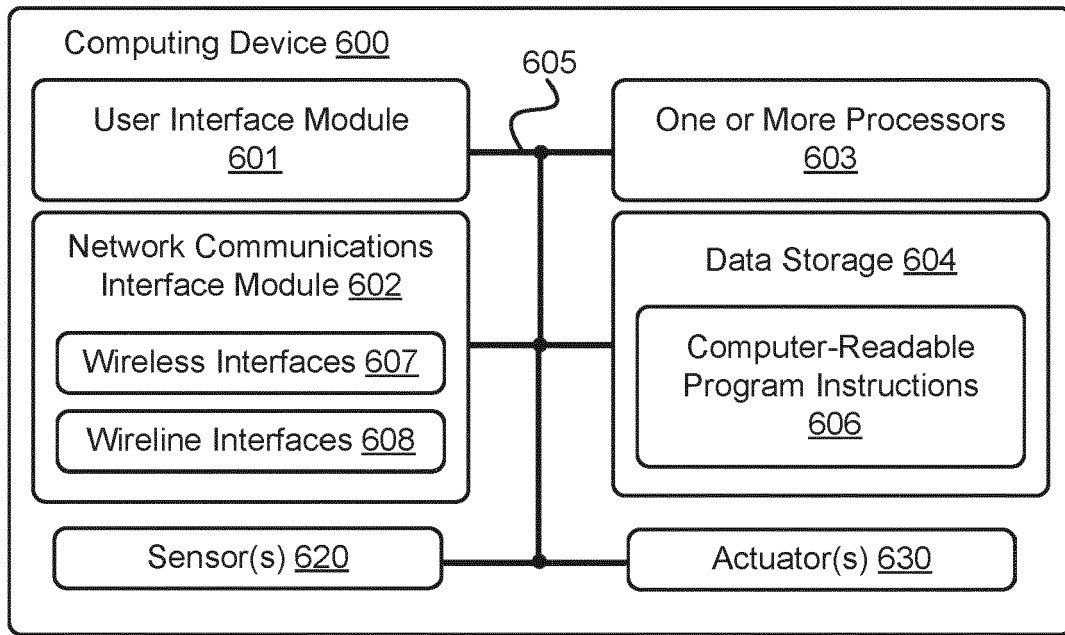 Computing Device 600
605
User Interface Module
601
One or More Processors
603
Network Communications
Interface Module 602
Wireless Interfaces 607
Wireline Interfaces 608
Data Storage 604
Computer-Readable
Program Instructions
606
Sensor(s) 620
Actuator(s) 630